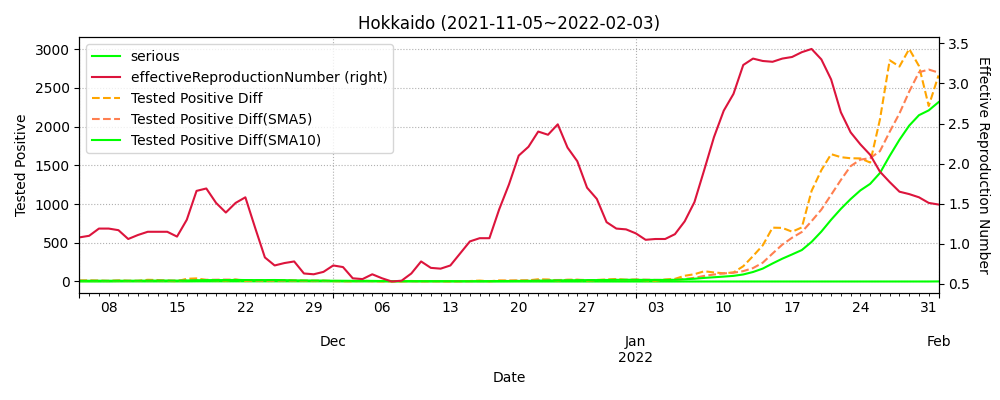 Hokkaido (2021-11-05~2022-02-03)
serious
effectiveReproductionNumber (right)
Tested Positive Diff
Tested Positive Diff(SMA5)
Tested Positive Diff(SMA10)
Tested Positive
3000
2500
2000
1500
1000
500
0
3.5
3.0
2.5
2.0
1.5
1.0
0.5
Effective Reproduction Number
08 15 22 29 06 13 20 27 03 10 17 24 31
Dec Jan Feb
2022
Date